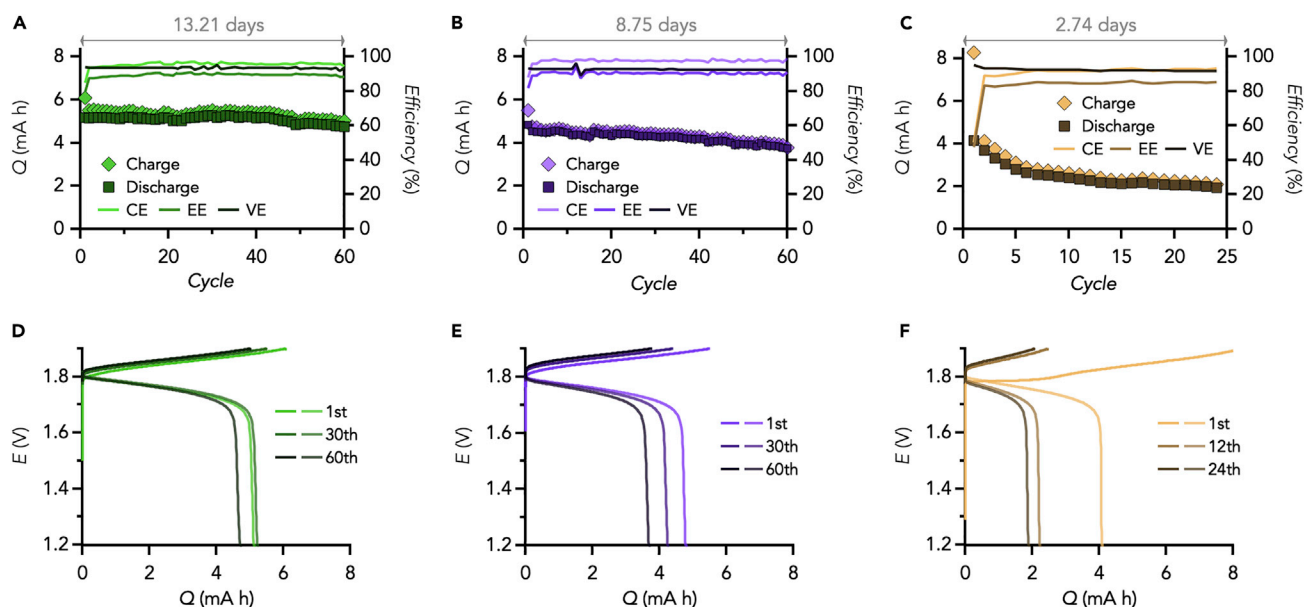 A
13.21 days
8
6
4
2
0
Q (mA h)
100
80
60
40
20
0
Efficiency (%)
Charge
Discharge
CE EE VE
0 20 40 60
Cycle
B
8.75 days
8
6
4
2
0
Q (mA h)
100
80
60
40
20
0
Efficiency (%)
Charge
Discharge
CE EE VE
0 20 40 60
Cycle
C
2.74 days
8
6
4
2
0
Q (mA h)
100
80
60
40
20
0
Efficiency (%)
Charge
Discharge
CE EE VE
0 5 10 15 20 25
Cycle
D
1.8
1.6
1.4
1.2
E (V)
1st
30th
60th
0 2 4 6 8
Q (mA h)
E
1.8
1.6
1.4
1.2
E (V)
1st
30th
60th
0 2 4 6 8
Q (mA h)
F
1.8
1.6
1.4
1.2
E (V)
1st
12th
24th
0 2 4 6 8
Q (mA h)